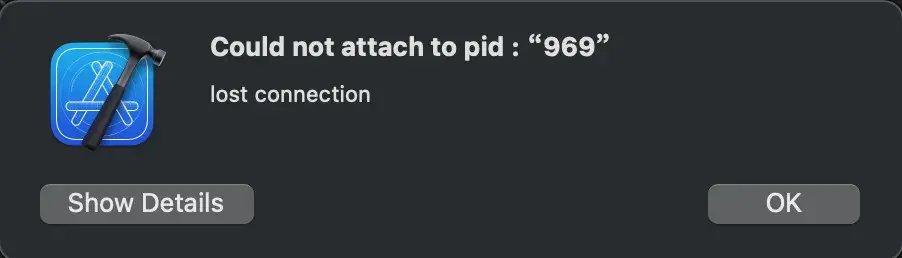 Could not attach to pid : “969”
lost connection
Show Details
OK